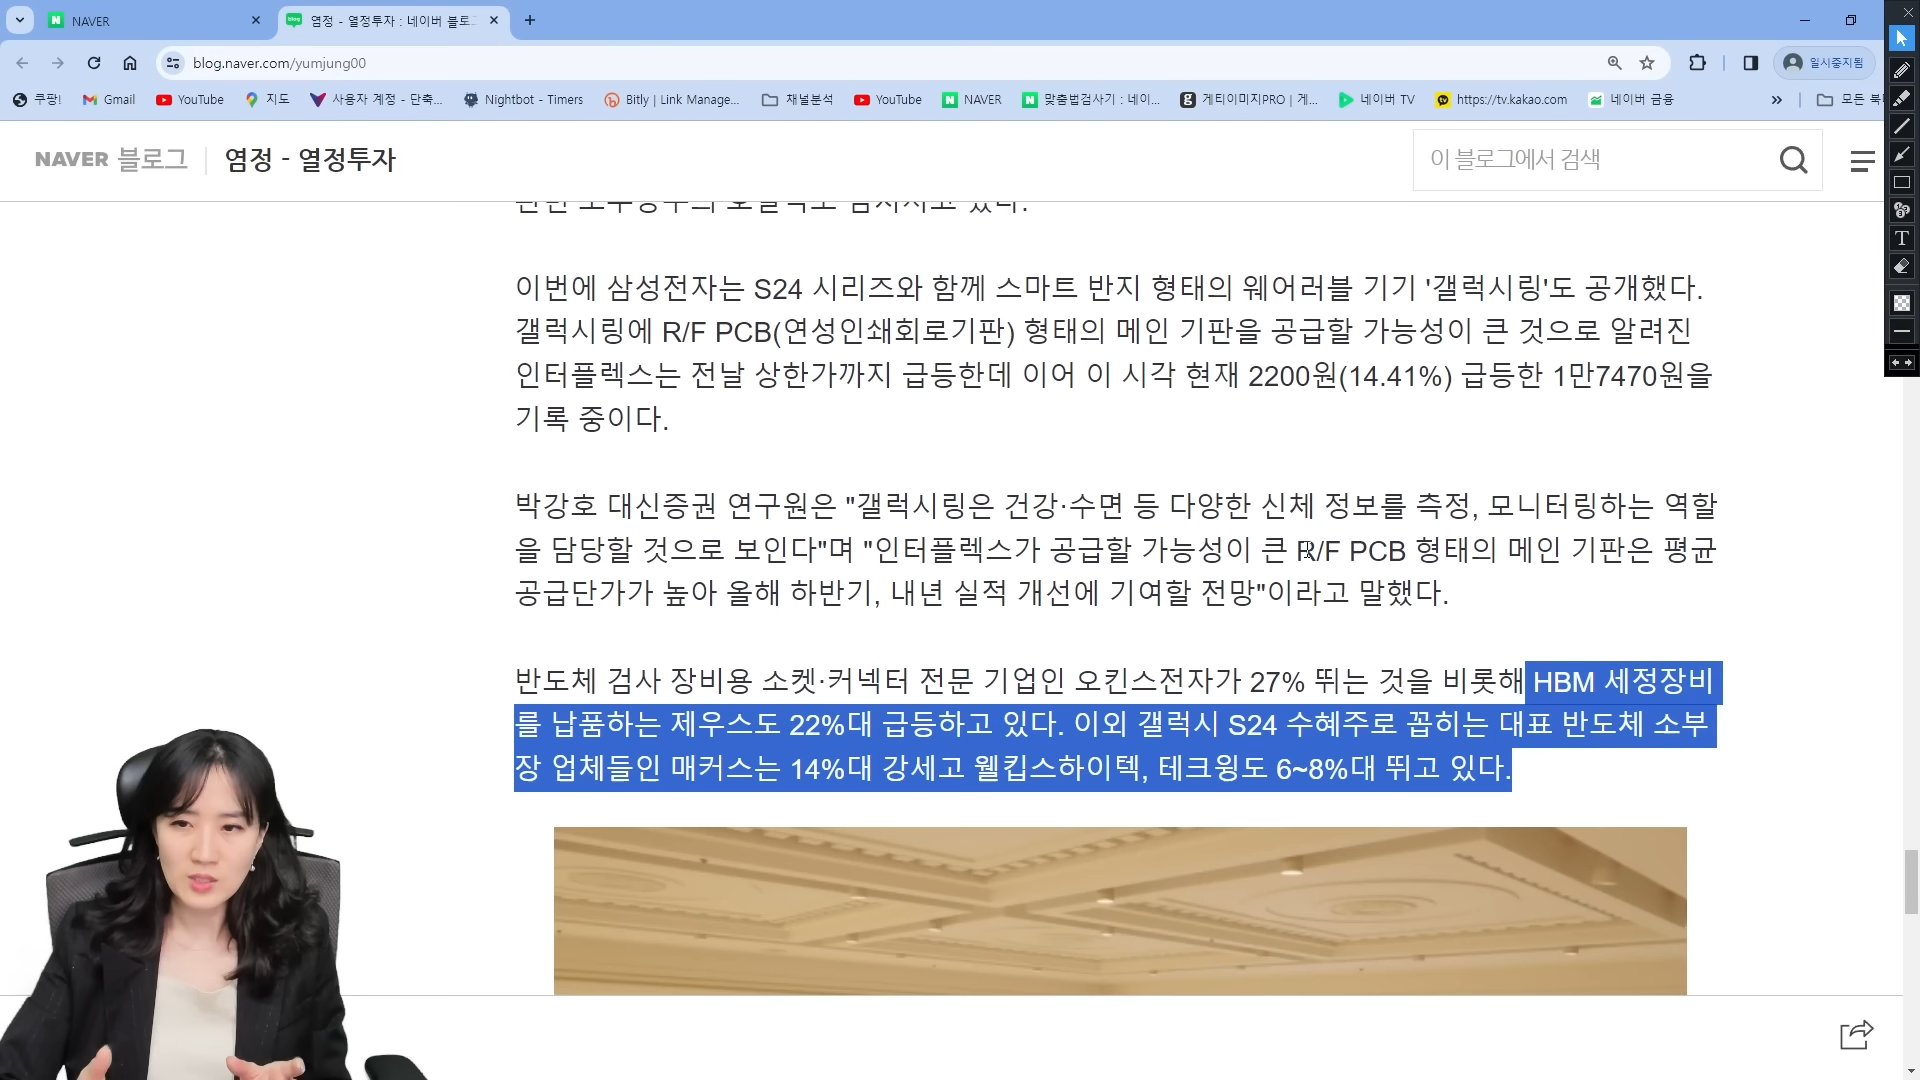 NAVER
염정 - 열정투자 : 네이버 블로그
blog.naver.com/yumjung00
일시중지됨
쿠팡!
Gmail
YouTube
지도
사용자 계정 - 단축...
Nightbot - Timers
Bitly | Link Manage...
채널분석
YouTube
NAVER
맞춤법검사기 : 네이...
게티이미지PRO | 게...
네이버 TV
https://tv.kakao.com
네이버 금융
모든 북
NAVER 블로그
염정 - 열정투자
이 블로그에서 검색
이번에 삼성전자는 S24 시리즈와 함께 스마트 반지 형태의 웨어러블 기기 '갤럭시링'도 공개했다.
갤럭시링에 R/F PCB(연성인쇄회로기판) 형태의 메인 기판을 공급할 가능성이 큰 것으로 알려진
인터플렉스는 전날 상한가까지 급등한데 이어 이 시각 현재 2200원(14.41%) 급등한 1만7470원을
기록 중이다.
박강호 대신증권 연구원은 "갤럭시링은 건강·수면 등 다양한 신체 정보를 측정, 모니터링하는 역할
을 담당할 것으로 보인다"며 "인터플렉스가 공급할 가능성이 큰 R/F PCB 형태의 메인 기판은 평균
공급단가가 높아 올해 하반기, 내년 실적 개선에 기여할 전망"이라고 말했다.
반도체 검사 장비용 소켓·커넥터 전문 기업인 오킨스전자가 27% 뛰는 것을 비롯해 HBM 세정장비
를 납품하는 제우스도 22%대 급등하고 있다. 이외 갤럭시 S24 수혜주로 꼽히는 대표 반도체 소부
장 업체들인 매커스는 14%대 강세고 웰킵스하이텍, 테크윙도 6~8%대 뛰고 있다.